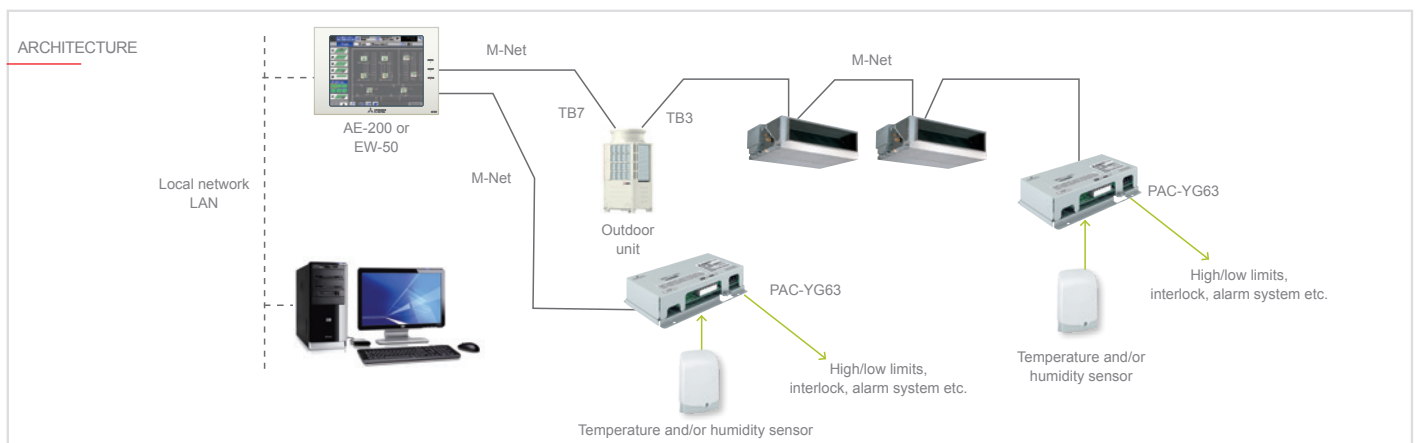 ARCHITECTURE
M-Net
M-Net
AE-200 or
EW-50
TB7
TB3
M-Net
Local network
LAN
Outdoor
unit
PAC-YG63
PAC-YG63
High/low limits,
interlock, alarm system etc.
High/low limits,
interlock, alarm system etc.
Temperature and/or
humidity sensor
Temperature and/or humidity sensor